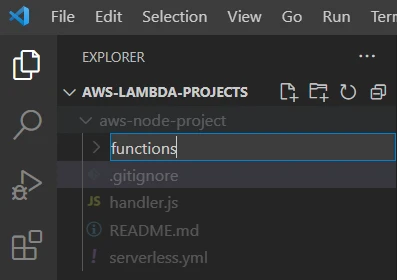 File Edit Selection View Go Run Ter
EXPLORER
AWS-LAMBDA-PROJECTS
aws-node-project
functions
.gitignore
JS handler.js
README.md
! serverless.yml